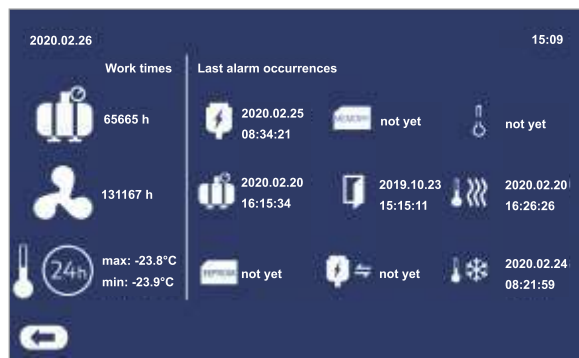 2020.02.26
15:09
Work times
Last alarm occurrences
65665 h
2020.02.25
08:34:21
MEMORY
not yet
not yet
131167 h
2020.02.20
16:15:34
2019.10.23
15:15:11
2020.02.20
16:26:26
24h
max: -23.8°C
min: -23.9°C
not yet
not yet
2020.02.24
08:21:59